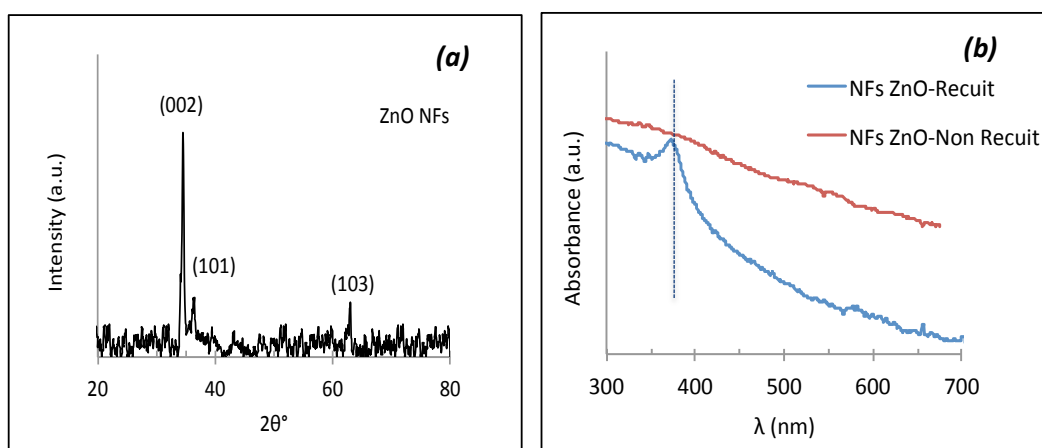 (a)
(002)
ZnO NFs
(101)
(103)
Intensity (a.u.)
20 40 60 80
2θ°
(b)
NFs ZnO-Recuit
NFs ZnO-Non Recuit
Absorbance (a.u.)
300 400 500 600 700
λ (nm)